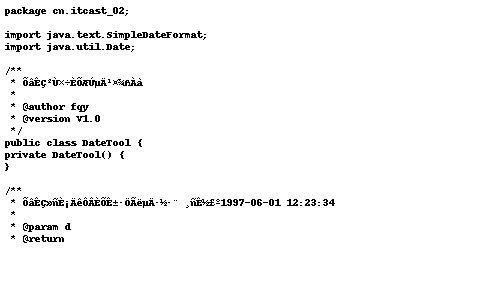 package cn.itcast_02;
import java.text.SimpleDateFormat;
import java.util.Date;
/**
 * ÕâÊÇ²Ù×÷ÈÕÆÚµÄ¹¤¾ßÀà
 *
 * @author fqy
 * @version V1.0
 */
public class DateTool {
private DateTool() {
}
/**
 * ÕâÊÇ»ñÈ¡ÄêÔÂÈÕÊ±·ÖÃëµÄ·½·¨ ¸ñÊ½£º1997-06-01 12:23:34
 *
 * @param d
 * @return